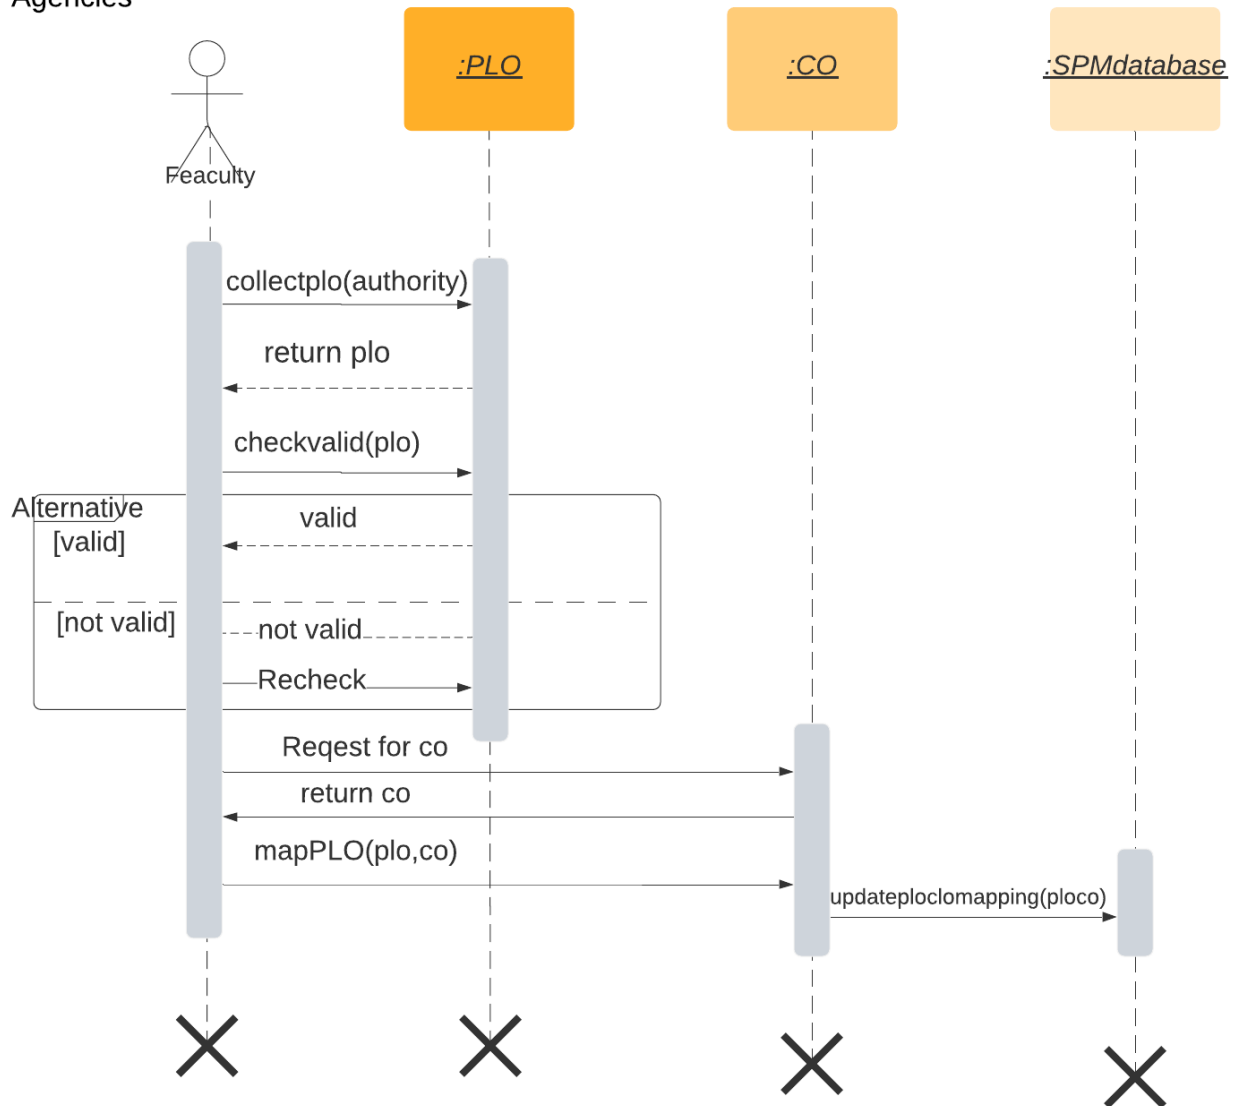 Agencies
:PLO
:CO
:SPMdatabase
Feaculty
collectplo(authority)
return plo
checkvalid(plo)
Alternative
valid
[valid]
[not valid]
not valid
Recheck
Reqest for co
return co
mapPLO(plo,co)
updateploclomapping(ploco)